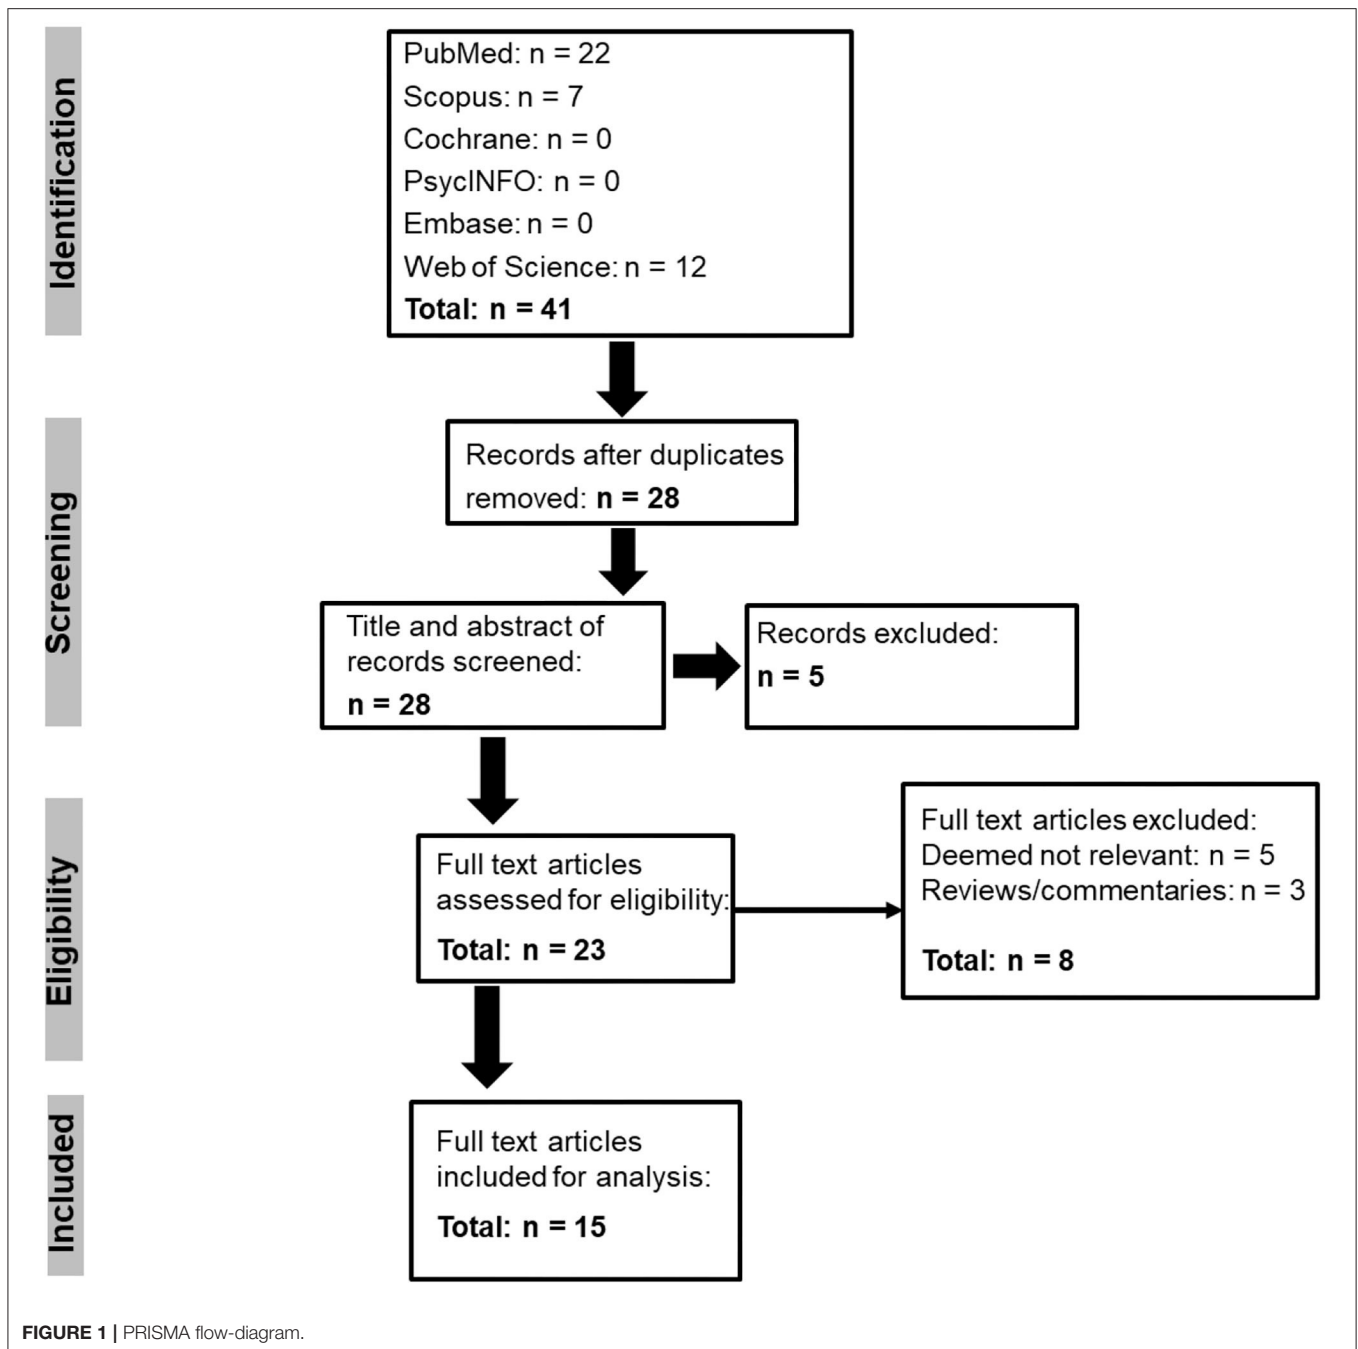 Identification
PubMed: n = 22
Scopus: n = 7
Cochrane: n = 0
PsycINFO: n = 0
Embase: n = 0
Web of Science: n = 12
Total: n = 41
Screening
Records after duplicates
removed: n = 28
Title and abstract of
records screened:
n = 28
Records excluded:
n = 5
Eligibility
Full text articles
assessed for eligibility:
Total: n = 23
Full text articles excluded:
Deemed not relevant: n = 5
Reviews/commentaries: n = 3
Total: n = 8
Included
Full text articles
included for analysis:
Total: n = 15
FIGURE 1 | PRISMA flow-diagram.